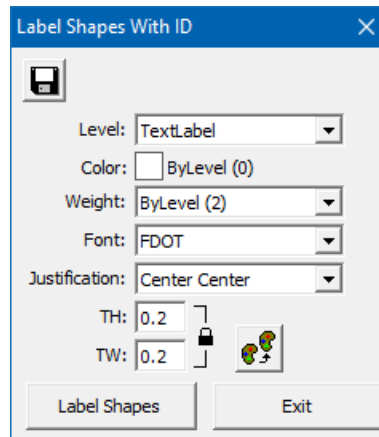 Label Shapes With ID
Level: TextLabel
Color: ByLevel (0)
Weight: ByLevel (2)
Font: FDOT
Justification: Center Center
TH: 0.2
TW: 0.2
Label Shapes Exit